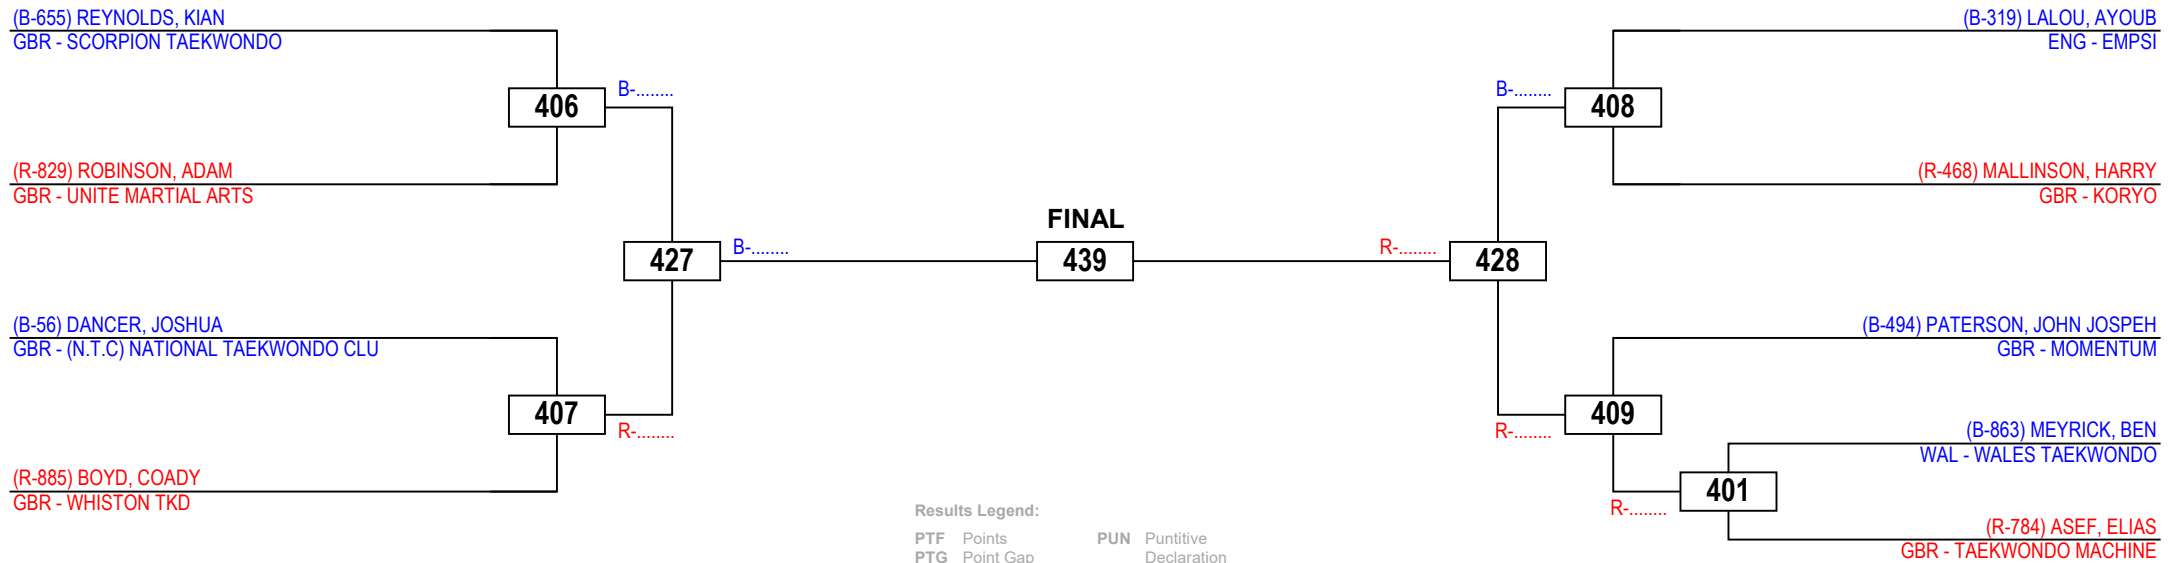 (B-655) REYNOLDS, KIAN
GBR - SCORPION TAEKWONDO
406
B-........
(R-829) ROBINSON, ADAM
GBR - UNITE MARTIAL ARTS
427
B-........
(B-56) DANCER, JOSHUA
GBR - (N.T.C) NATIONAL TAEKWONDO CLU
407
R-........
(R-885) BOYD, COADY
GBR - WHISTON TKD
FINAL
439
(B-319) LALOU, AYOUB
ENG - EMPSI
B-........
408
(R-468) MALLINSON, HARRY
GBR - KORYO
R-........
428
(B-494) PATERSON, JOHN JOSPEH
GBR - MOMENTUM
409
R-........
(B-863) MEYRICK, BEN
WAL - WALES TAEKWONDO
401
R-........
(R-784) ASEF, ELIAS
GBR - TAEKWONDO MACHINE
Results Legend:
PTF Points
PTG Point Gap
PUN Puntitive
Declaration